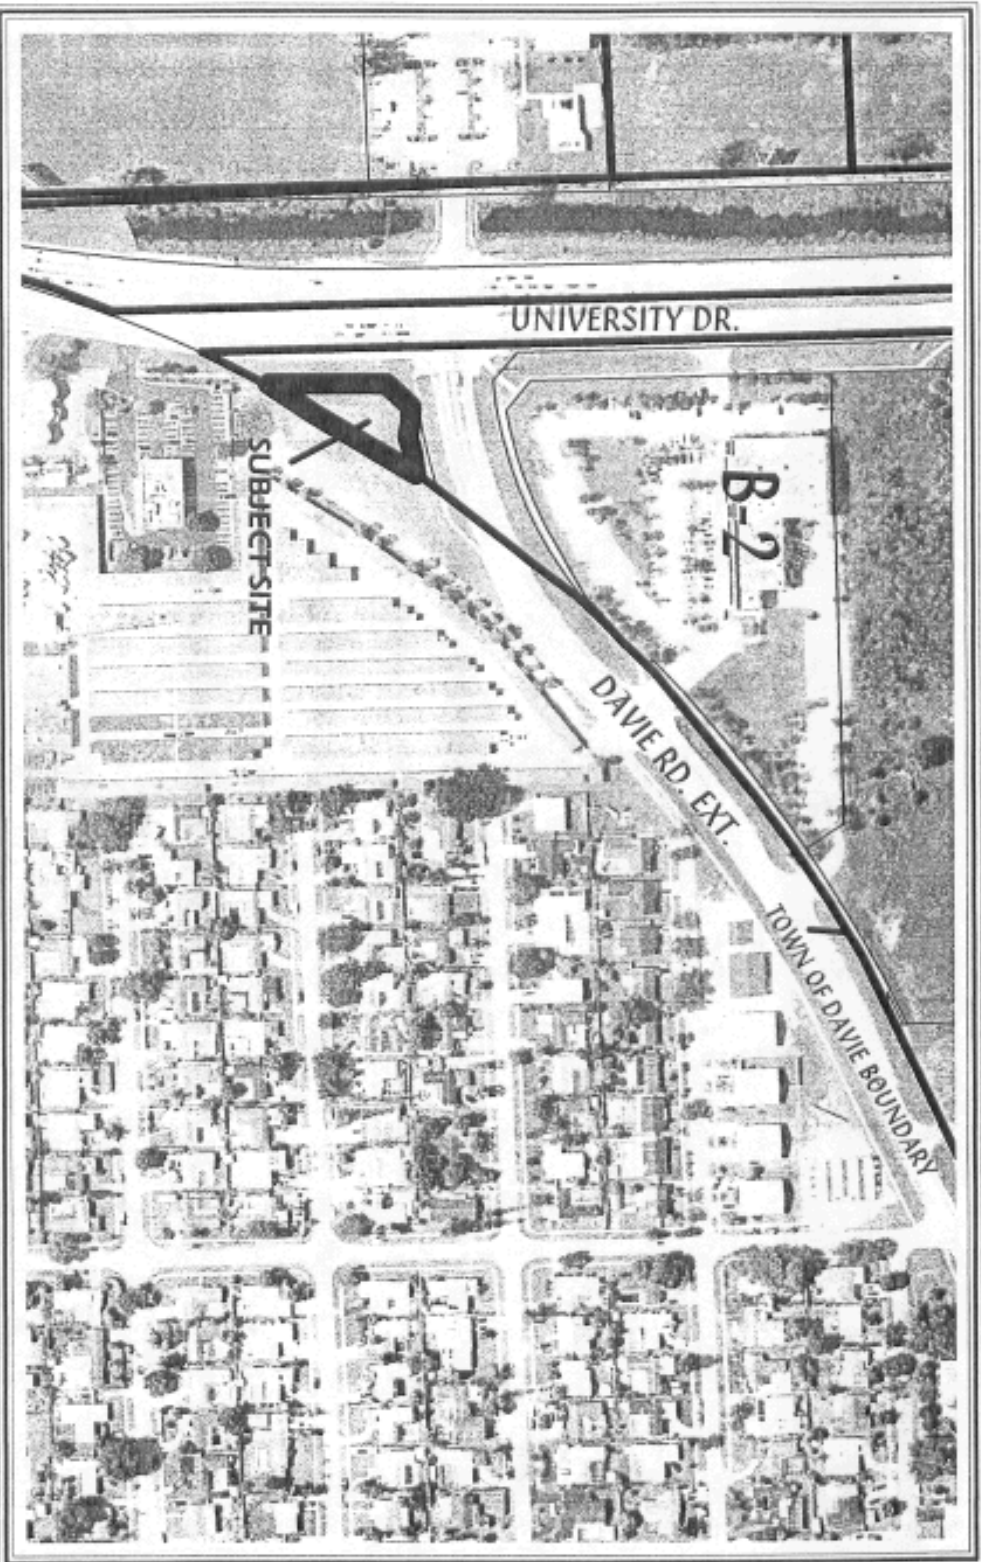 UNIVERSITY DR.
B-2
SUBJECT SITE
DAVIE RD. EXT.
TOWN OF DAVIE BOUNDARY